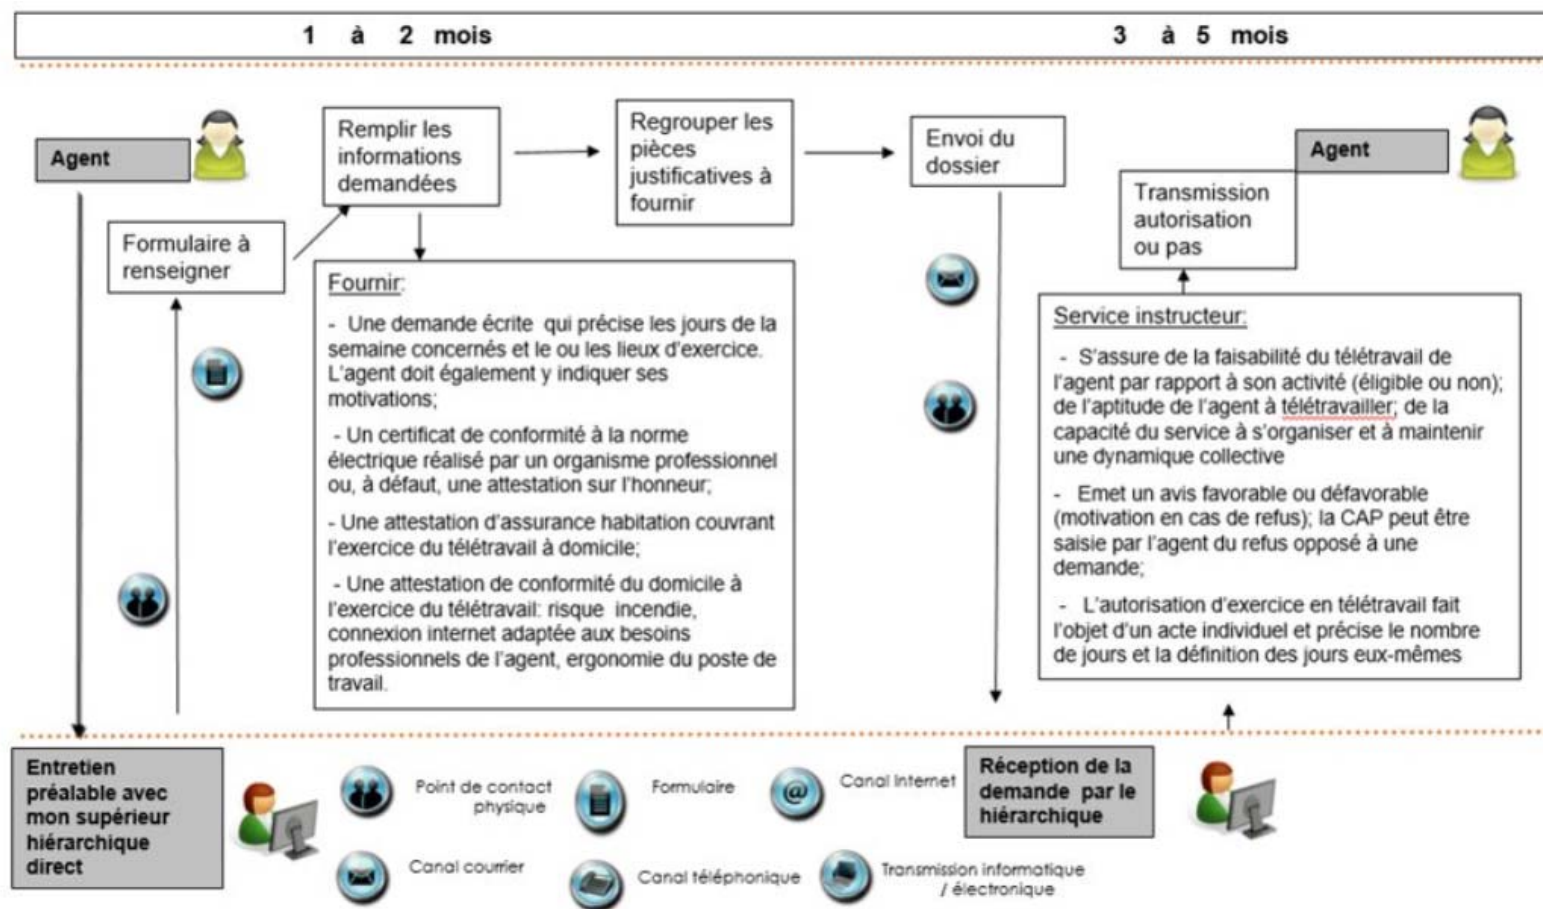 1 à 2 mois
3 à 5 mois
Agent
Formulaire à
renseigner
Remplir les
informations
demandées
Regrouper les
pièces
justificatives à
fournir
Envoi du
dossier
Fournir:
- Une demande écrite qui précise les jours de la
semaine concernés et le ou les lieux d'exercice.
L'agent doit également y indiquer ses
motivations;
- Un certificat de conformité à la norme
électrique réalisé par un organisme professionnel
ou, à défaut, une attestation sur l'honneur;
- Une attestation d'assurance habitation couvrant
l'exercice du télétravail à domicile;
- Une attestation de conformité du domicile à
l'exercice du télétravail: risque incendie,
connexion internet adaptée aux besoins
professionnels de l'agent, ergonomie du poste de
travail.
Agent
Transmission
autorisation
ou pas
Service instructeur:
- S'assure de la faisabilité du télétravail de
l'agent par rapport à son activité (éligible ou non);
de l'aptitude de l'agent à télétravailler; de la
capacité du service à s'organiser et à maintenir
une dynamique collective
- Emet un avis favorable ou défavorable
(motivation en cas de refus); la CAP peut être
saisie par l'agent du refus opposé à une
demande;
- L'autorisation d'exercice en télétravail fait
l'objet d'un acte individuel et précise le nombre
de jours et la définition des jours eux-mêmes
Entretien
préalable avec
mon supérieur
hiérarchique
direct
Point de contact
physique
Formulaire
@
Canal Internet
Canal courrier
Canal téléphonique
Transmission informatique
/ électronique
Réception de la
demande par le
hiérarchique